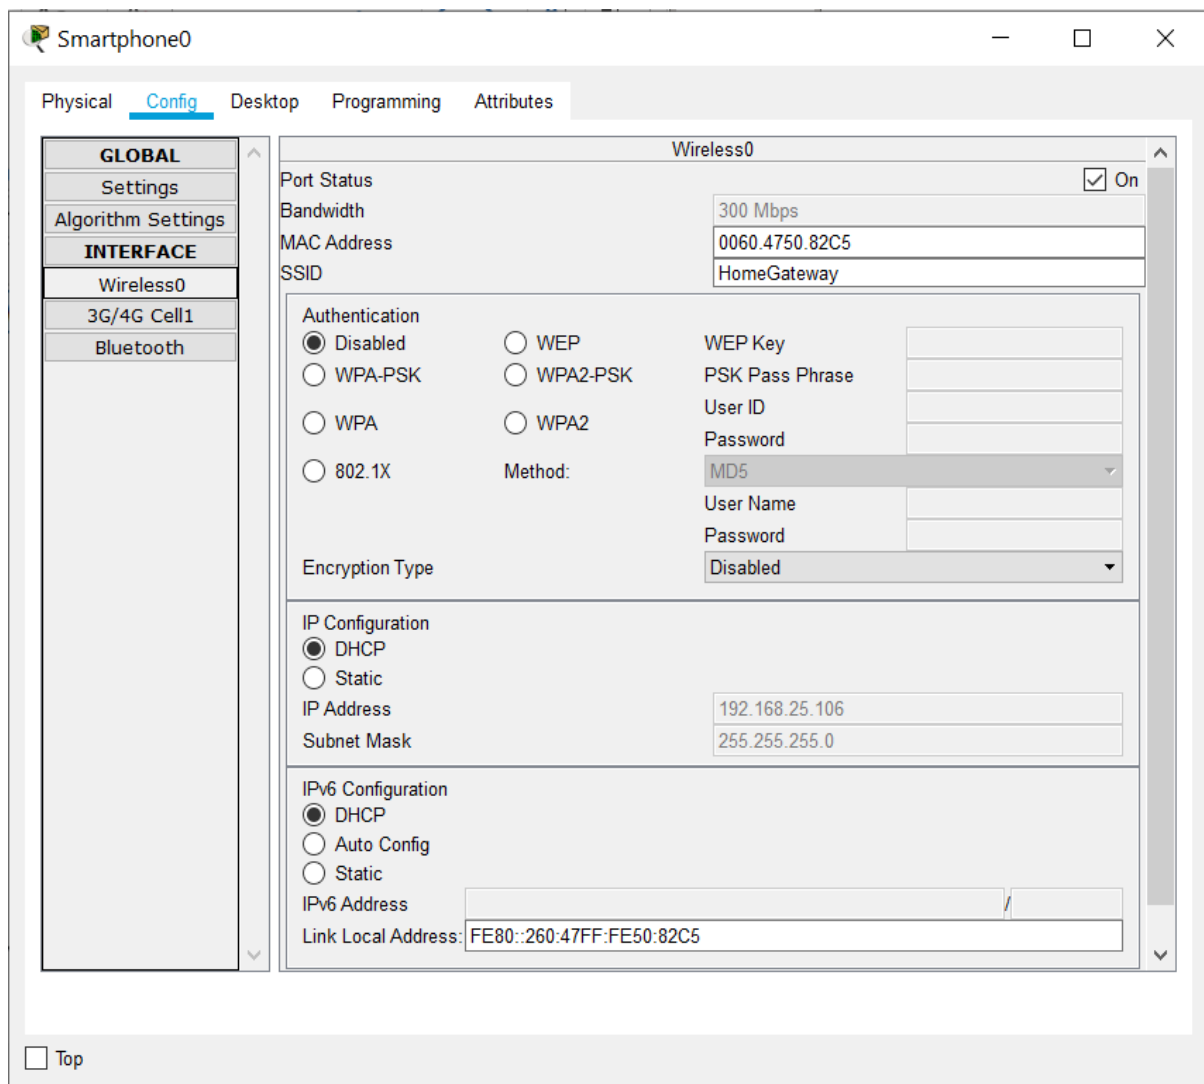 Smartphone0
Physical Config Desktop Programming Attributes
GLOBAL
Settings
Algorithm Settings
INTERFACE
Wireless0
3G/4G Cell1
Bluetooth
Wireless0
Port Status On
Bandwidth 300 Mbps
MAC Address 0060.4750.82C5
SSID HomeGateway
Authentication
Disabled WEP WEP Key
WPA-PSK WPA2-PSK PSK Pass Phrase
User ID
WPA WPA2
Password
802.1X Method: MD5
User Name
Password
Encryption Type Disabled
IP Configuration
DHCP
Static
IP Address 192.168.25.106
Subnet Mask 255.255.255.0
IPv6 Configuration
DHCP
Auto Config
Static
IPv6 Address /
Link Local Address: FE80::260:47FF:FE50:82C5
Top